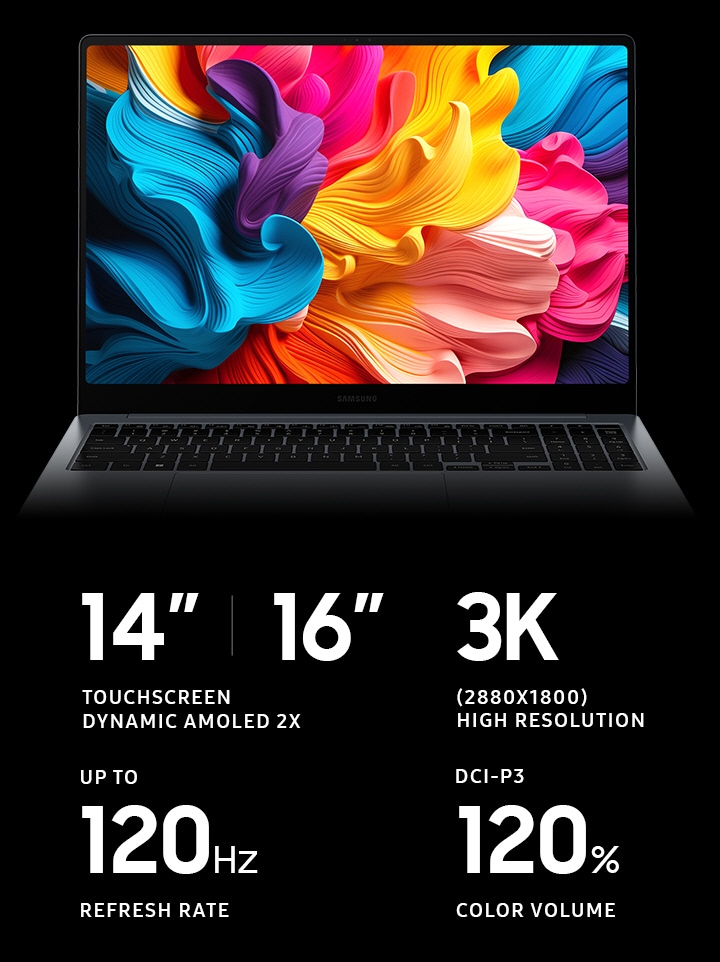 SAMSUNG
14” 16”
TOUCHSCREEN
DYNAMIC AMOLED 2X
3K
(2880X1800)
HIGH RESOLUTION
UP TO
120Hz
REFRESH RATE
DCI-P3
120%
COLOR VOLUME